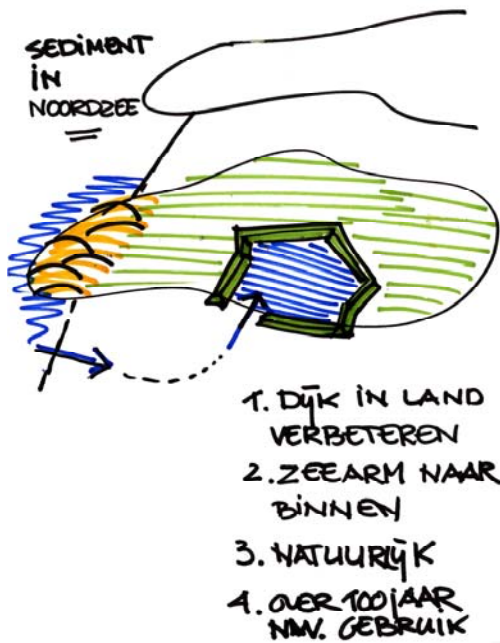 SEDIMENT
IN
NOORDZEE
1. DIJK IN LAND
VERBETEREN
2. ZEEARM NAAR
BINNEN
3. NATUURLIJK
4. OVER 100 JAAR
NAV. GEBRUIK